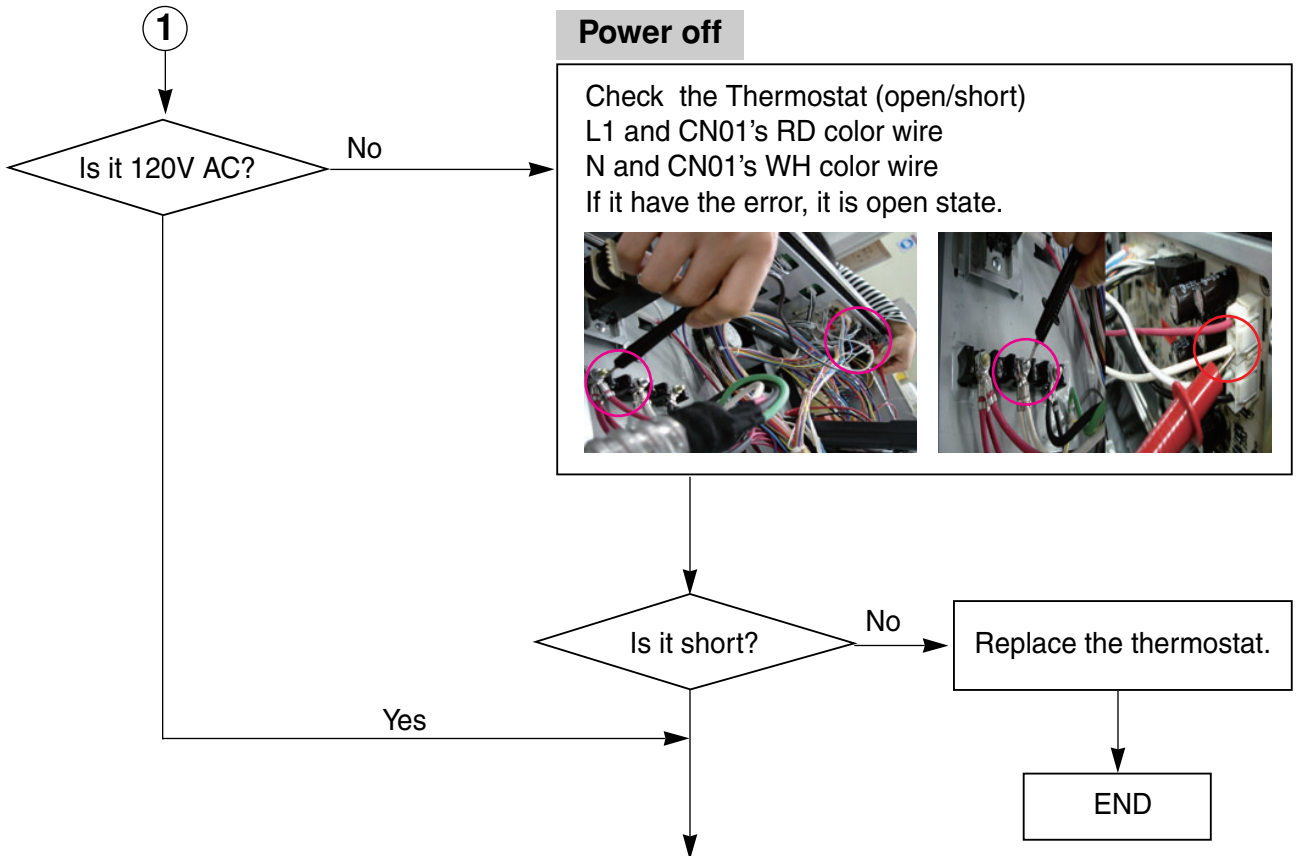 1
Power off
Is it 120V AC?
No
Check the Thermostat (open/short)
L1 and CN01's RD color wire
N and CN01's WH color wire
If it have the error, it is open state.
Is it short?
No
Replace the thermostat.
Yes
END